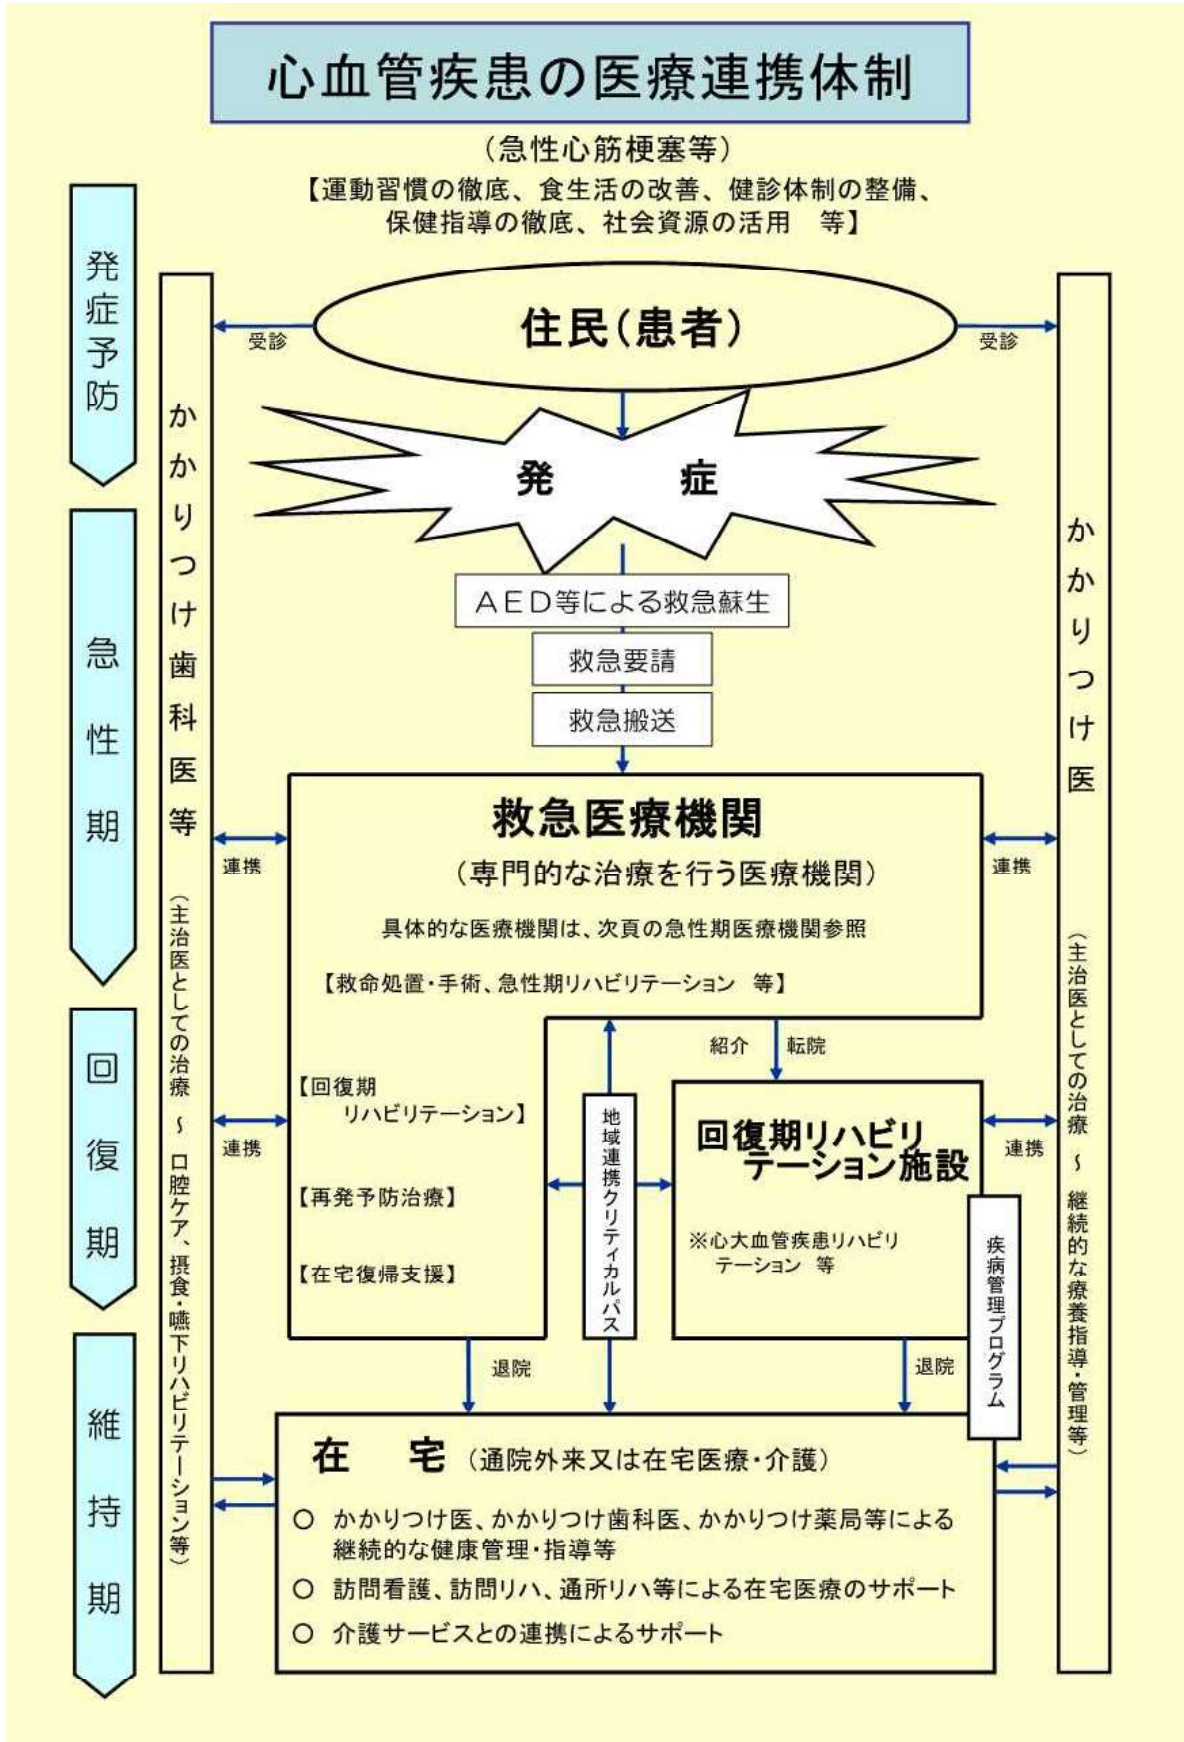 心血管疾患の医療連携体制
（急性心筋梗塞等）
【運動習慣の徹底、食生活の改善、健診体制の整備、
保健指導の徹底、社会資源の活用　等】
発症予防
急性期
回復期
維持期
かかりつけ歯科医等
（主治医としての治療 ～ 口腔ケア、摂食・嚥下リハビリテーション等）
かかりつけ医
（主治医としての治療 ～ 継続的な療養指導・管理等）
住民（患者）
受診
受診
発　症
ＡＥＤ等による救急蘇生
救急要請
救急搬送
救急医療機関
（専門的な治療を行う医療機関）
具体的な医療機関は、次頁の急性期医療機関参照
【救命処置・手術、急性期リハビリテーション　等】
連携
連携
紹介
転院
【回復期
リハビリテーション】
【再発予防治療】
【在宅復帰支援】
地域連携クリティカルパス
回復期リハビリ
テーション施設
※心大血管疾患リハビリ
テーション　等
連携
連携
疾病管理プログラム
退院
退院
在　宅（通院外来又は在宅医療・介護）
○ かかりつけ医、かかりつけ歯科医、かかりつけ薬局等による
継続的な健康管理・指導等
○ 訪問看護、訪問リハ、通所リハ等による在宅医療のサポート
○ 介護サービスとの連携によるサポート